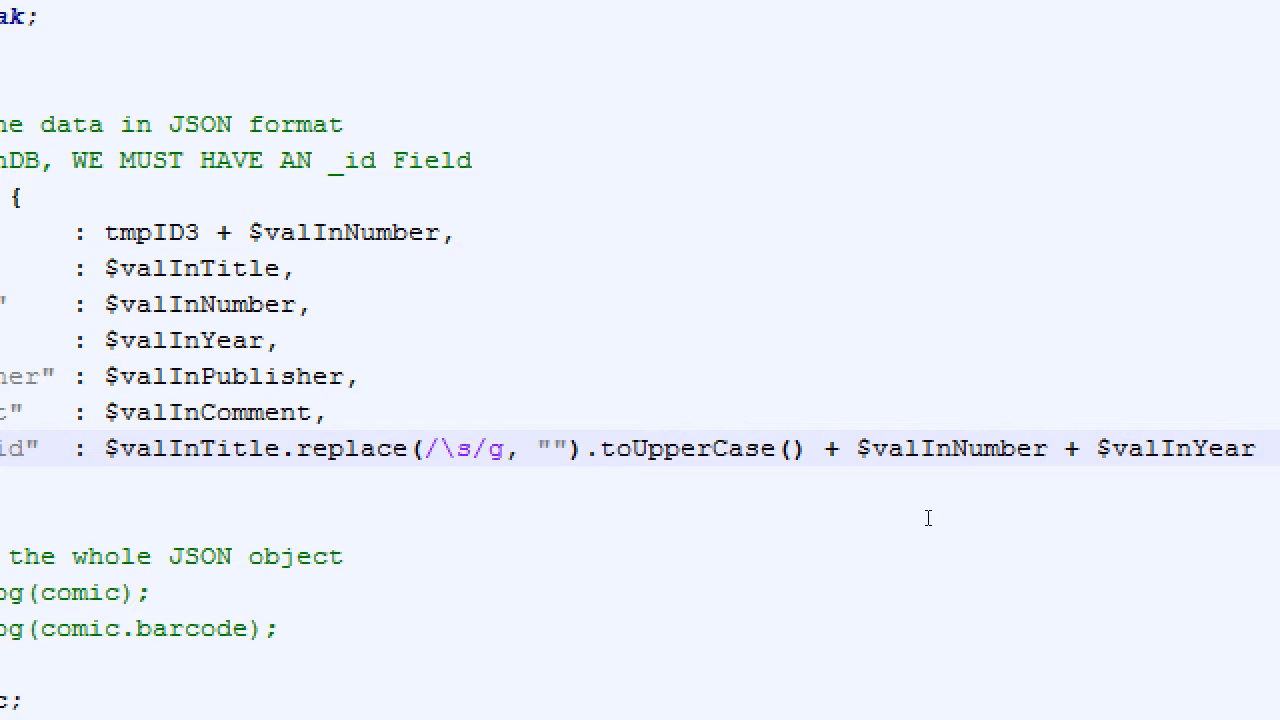 ak;
he data in JSON format
hDB, WE MUST HAVE AN _id Field
{
: tmpID3 + $valInNumber,
: $valInTitle,
" : $valInNumber,
: $valInYear,
her" : $valInPublisher,
t" : $valInComment,
id" : $valInTitle.replace(/\s/g, "").toUpperCase() + $valInNumber + $valInYear
the whole JSON object
og(comic);
og(comic.barcode);
c;